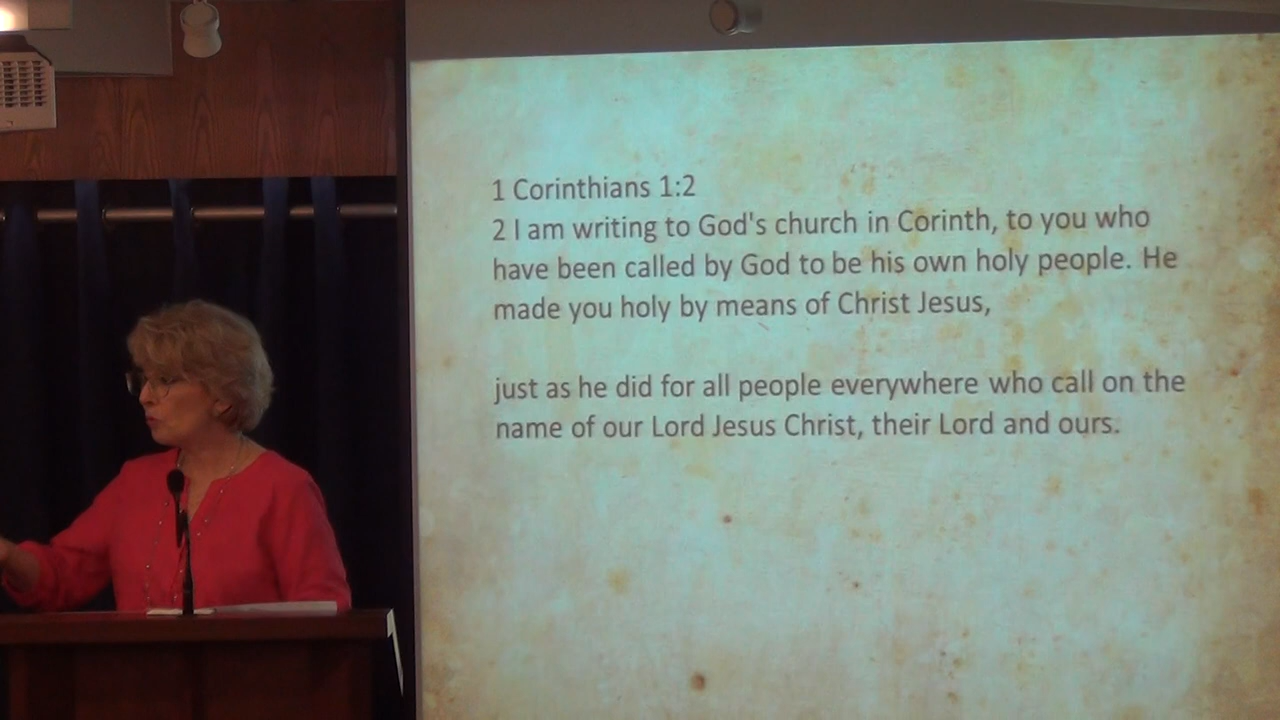 1 Corinthians 1:2
2 I am writing to God's church in Corinth, to you who
have been called by God to be his own holy people. He
made you holy by means of Christ Jesus,
just as he did for all people everywhere who call on the
name of our Lord Jesus Christ, their Lord and ours.